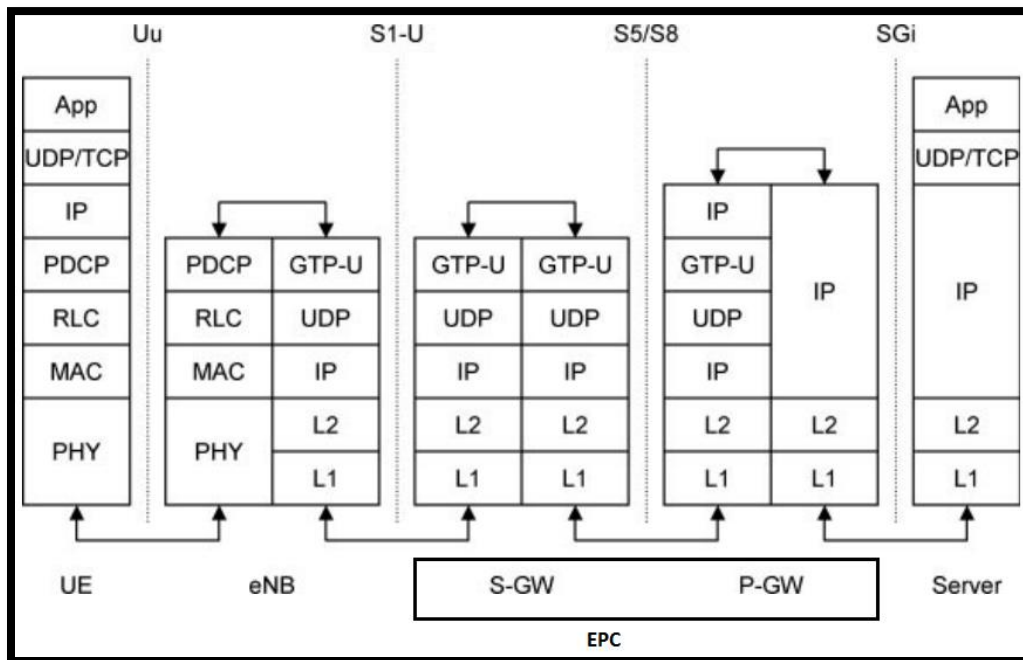 Uu S1-U S5/S8 SGi
App App
UDP/TCP UDP/TCP
IP IP
PDCP PDCP GTP-U GTP-U GTP-U GTP-U IP IP
RLC RLC UDP UDP UDP UDP
MAC MAC IP IP IP IP
PHY PHY L2 L2 L2 L2 L2 L2
L1 L1 L1 L1 L1 L1
UE eNB S-GW P-GW Server
EPC